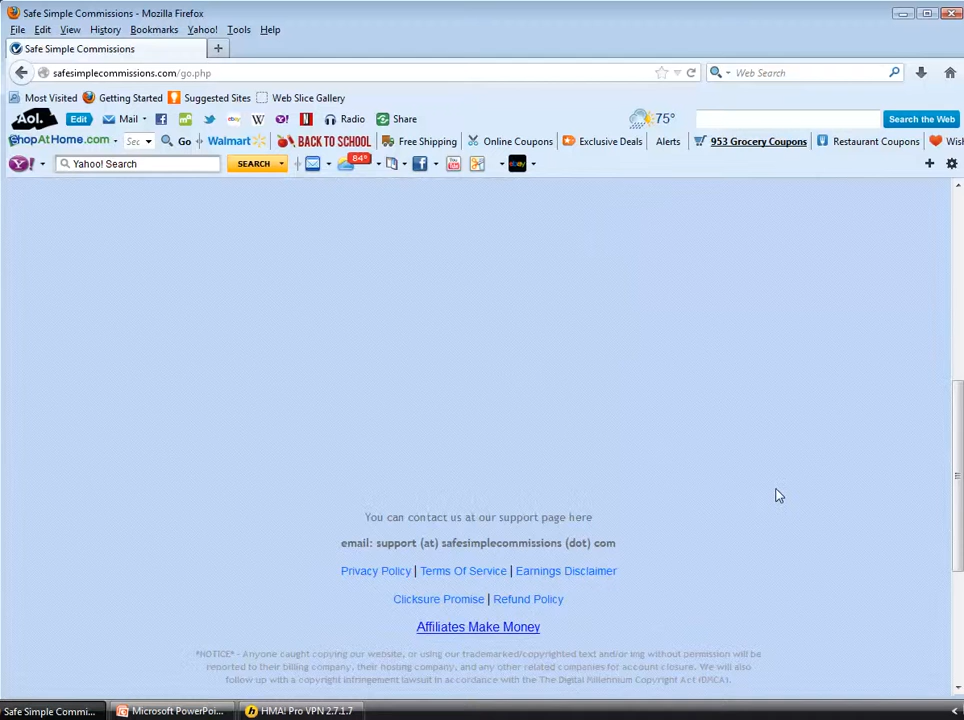 Safe Simple Commissions - Mozilla Firefox
File Edit View History Bookmarks Yahoo! Tools Help
Safe Simple Commissions +
safesimplecommissions.com/go.php Web Search
Most Visited Getting Started Suggested Sites Web Slice Gallery
Aol. Edit Mail f ebay W Y! N Radio Share 75° Search the Web
ShopAtHome.com Sec Go Walmart BACK TO SCHOOL Free Shipping Online Coupons Exclusive Deals Alerts 953 Grocery Coupons Restaurant Coupons Wish
Y! Yahoo! Search SEARCH 84° f You Tube ebay
You can contact us at our support page here
email: support (at) safesimplecommissions (dot) com
Privacy Policy | Terms Of Service | Earnings Disclaimer
Clicksure Promise | Refund Policy
Affiliates Make Money
*NOTICE* - Anyone caught copying our website, or using our trademarked/copyrighted text and/or ling without permission will be
reported to their billing company, their hosting company, and any other related companies for account closure. We will also
follow up with a copyright infringement lawsuit in accordance with the The Digital Millennium Copyright Act (DMCA).
Safe Simple Commi... Microsoft PowerPoi... HMA! Pro VPN 2.7.1.7